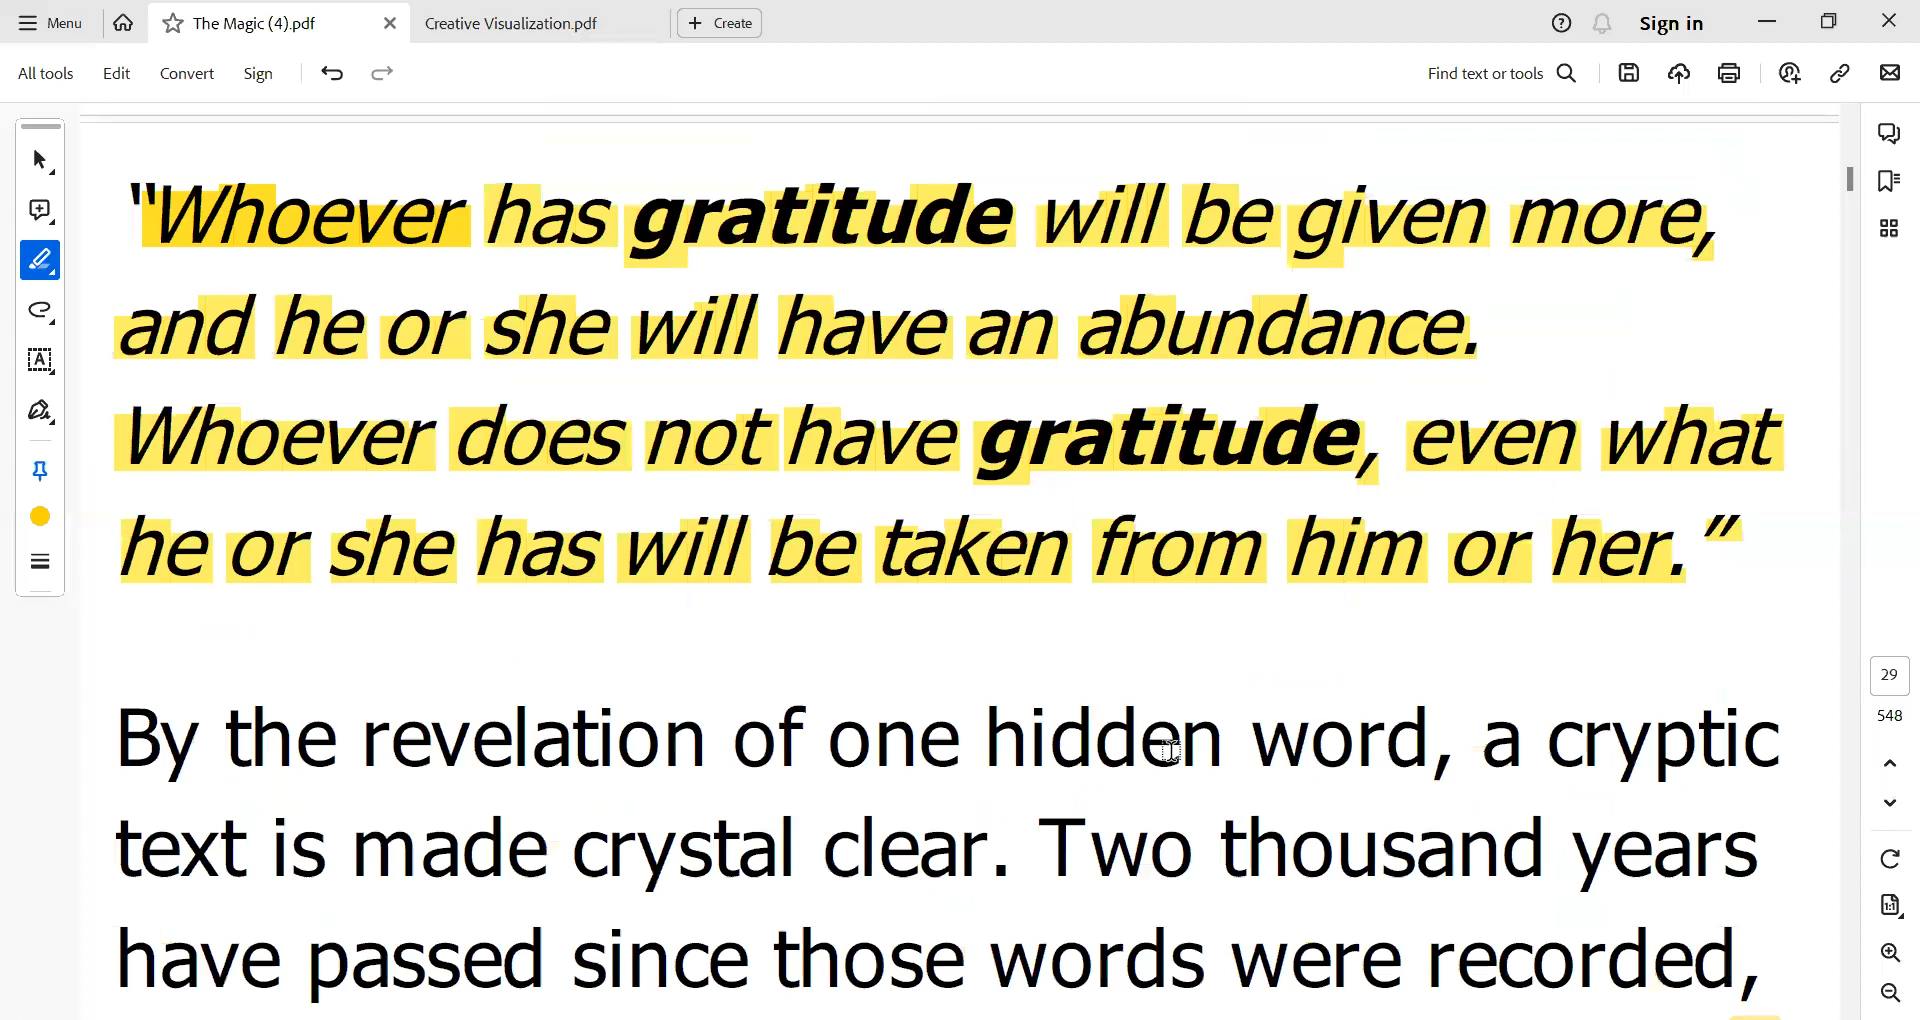 Menu The Magic (4).pdf Creative Visualization.pdf Create Sign in
All tools Edit Convert Sign Find text or tools
“Whoever has gratitude will be given more,
and he or she will have an abundance.
Whoever does not have gratitude, even what
he or she has will be taken from him or her.”
By the revelation of one hidden word, a cryptic
text is made crystal clear. Two thousand years
have passed since those words were recorded,
29
548